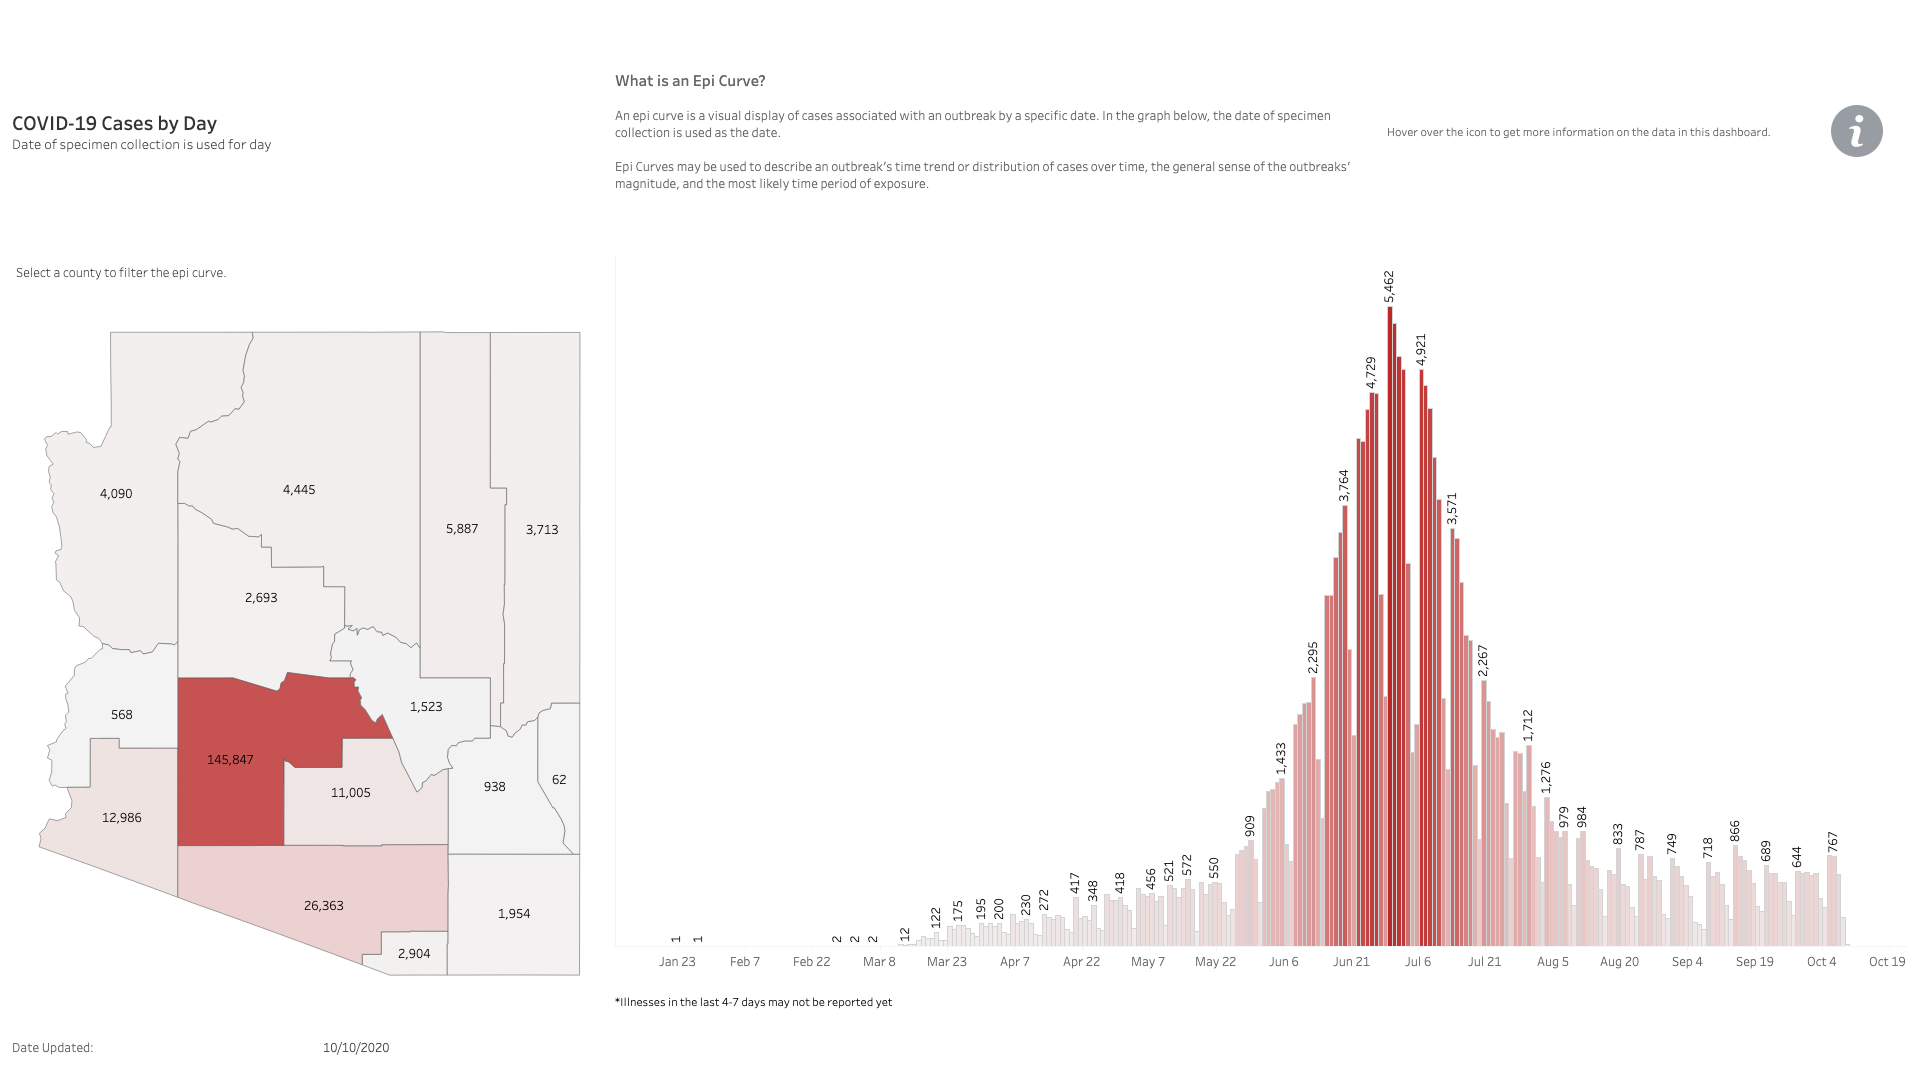 What is an Epi Curve?
COVID-19 Cases by Day
Date of specimen collection is used for day
An epi curve is a visual display of cases associated with an outbreak by a specific date. In the graph below, the date of specimen
collection is used as the date.
Epi Curves may be used to describe an outbreak's time trend or distribution of cases over time, the general sense of the outbreaks'
magnitude, and the most likely time period of exposure.
Hover over the icon to get more information on the data in this dashboard.
i
Select a county to filter the epi curve.
4,090
4,445
5,887
3,713
2,693
568
1,523
145,847
11,005
938
62
12,986
26,363
1,954
2,904
1
1
2
2
2
12
122
175
195
200
230
272
417
348
418
456
521
572
550
909
1,433
2,295
3,764
4,729
5,462
4,921
3,571
2,267
1,712
1,276
979
984
833
787
749
718
866
689
644
767
Jan 23
Feb 7
Feb 22
Mar 8
Mar 23
Apr 7
Apr 22
May 7
May 22
Jun 6
Jun 21
Jul 6
Jul 21
Aug 5
Aug 20
Sep 4
Sep 19
Oct 4
Oct 19
*Illnesses in the last 4-7 days may not be reported yet
Date Updated:
10/10/2020